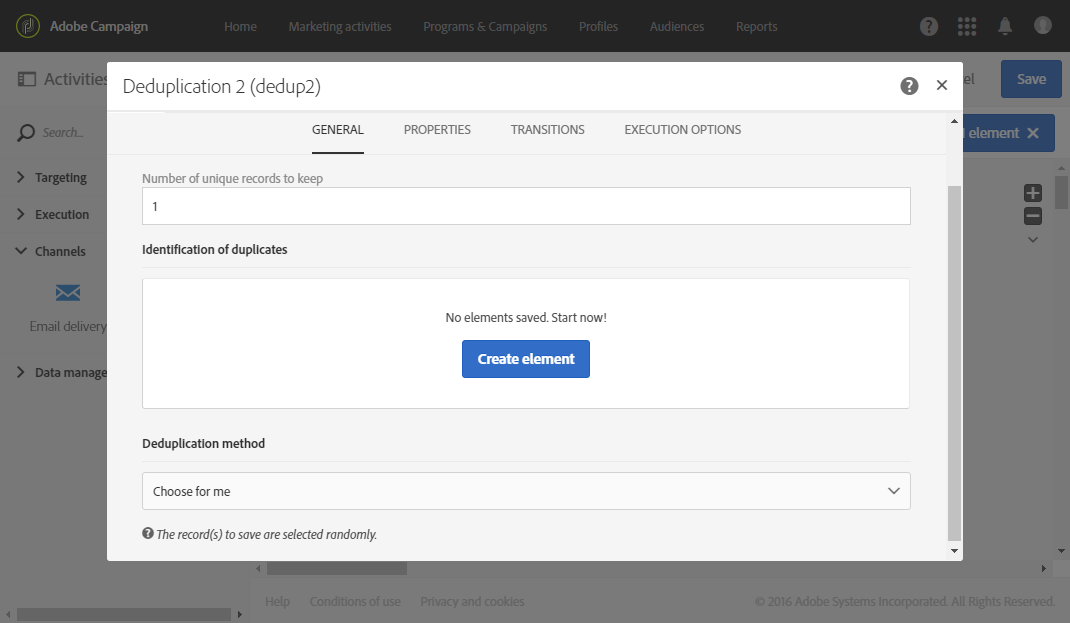 Adobe Campaign
Home Marketing activities Programs & Campaigns Profiles Audiences Reports
Activities
Save
Deduplication 2 (dedup2)
Search...
element
GENERAL PROPERTIES TRANSITIONS EXECUTION OPTIONS
Targeting
Execution
Channels
Email delivery
Number of unique records to keep
1
Identification of duplicates
No elements saved. Start now!
Create element
Deduplication method
Choose for me
The record(s) to save are selected randomly.
Help Conditions of use Privacy and cookies
© 2016 Adobe Systems Incorporated. All Rights Reserved.